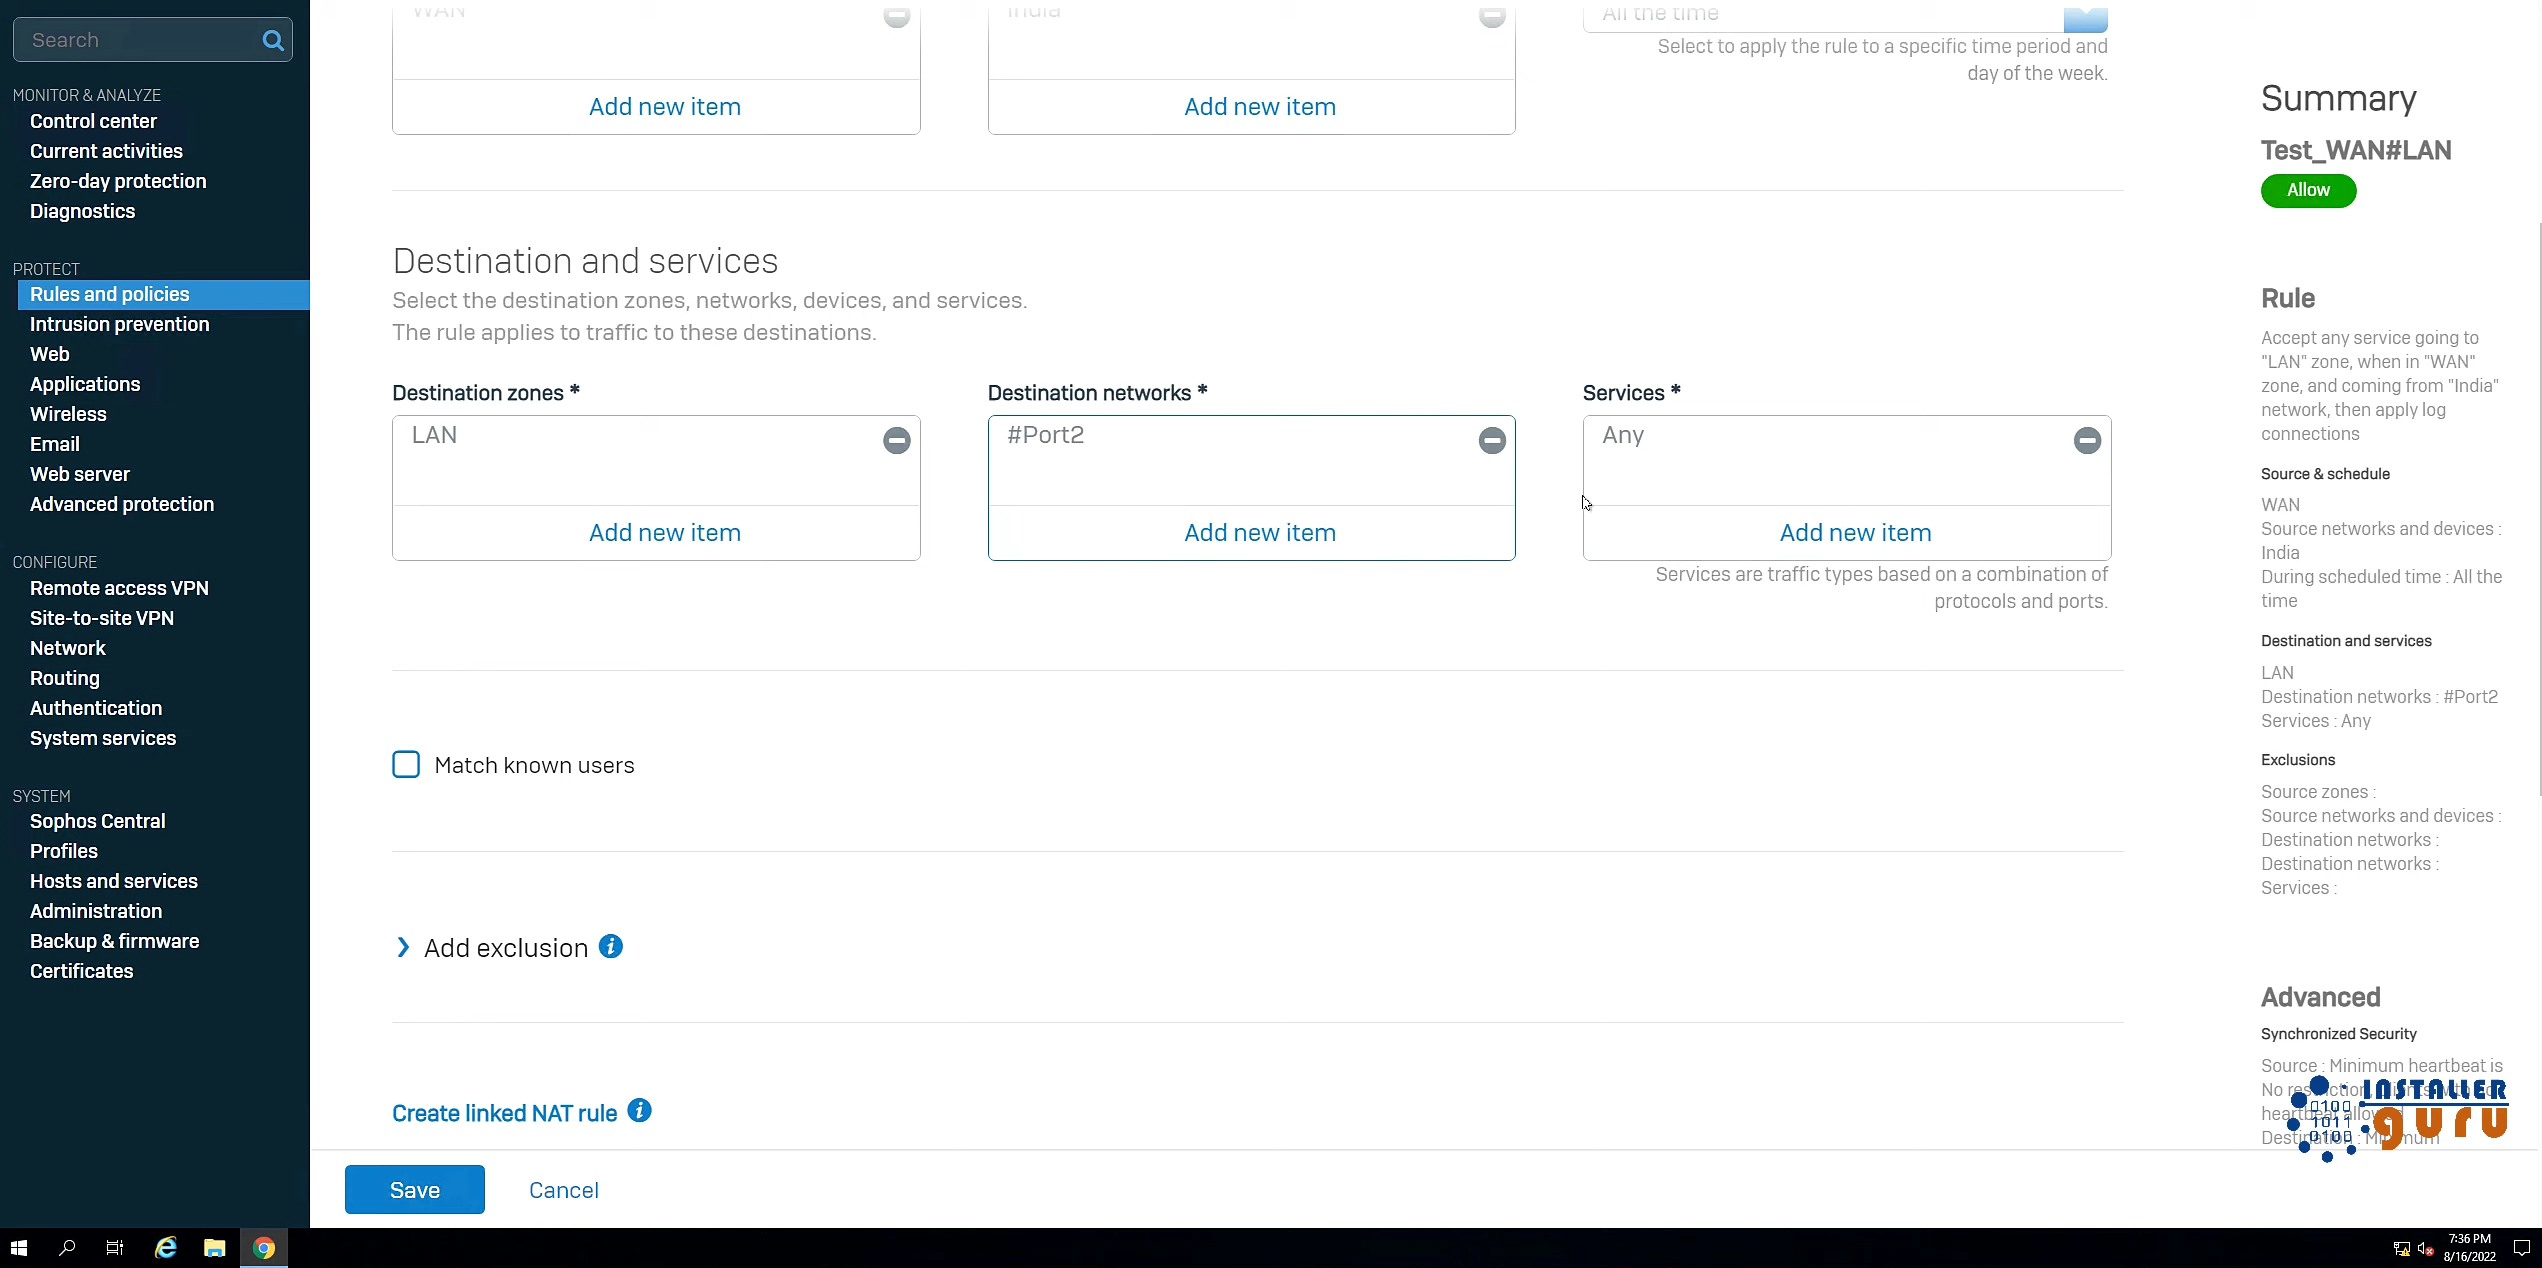 Search
MONITOR & ANALYZE
Control center
Current activities
Zero-day protection
Diagnostics
PROTECT
Rules and policies
Intrusion prevention
Web
Applications
Wireless
Email
Web server
Advanced protection
CONFIGURE
Remote access VPN
Site-to-site VPN
Network
Routing
Authentication
System services
SYSTEM
Sophos Central
Profiles
Hosts and services
Administration
Backup & firmware
Certificates
WAN
Add new item
India
Add new item
All the time
Select to apply the rule to a specific time period and
day of the week.
Destination and services
Select the destination zones, networks, devices, and services.
The rule applies to traffic to these destinations.
Destination zones *
LAN
Add new item
Destination networks *
#Port2
Add new item
Services *
Any
Add new item
Services are traffic types based on a combination of
protocols and ports.
Match known users
Add exclusion
Create linked NAT rule
Save
Cancel
Summary
Test_WAN#LAN
Allow
Rule
Accept any service going to
"LAN" zone, when in "WAN"
zone, and coming from "India"
network, then apply log
connections
Source & schedule
WAN
Source networks and devices :
India
During scheduled time : All the
time
Destination and services
LAN
Destination networks : #Port2
Services : Any
Exclusions
Source zones :
Source networks and devices :
Destination networks :
Destination networks :
Services :
Advanced
Synchronized Security
Source : Minimum heartbeat is
No
heartbeat
INSTALLER
guru
0100
1011
0100
7:36 PM
8/16/2022